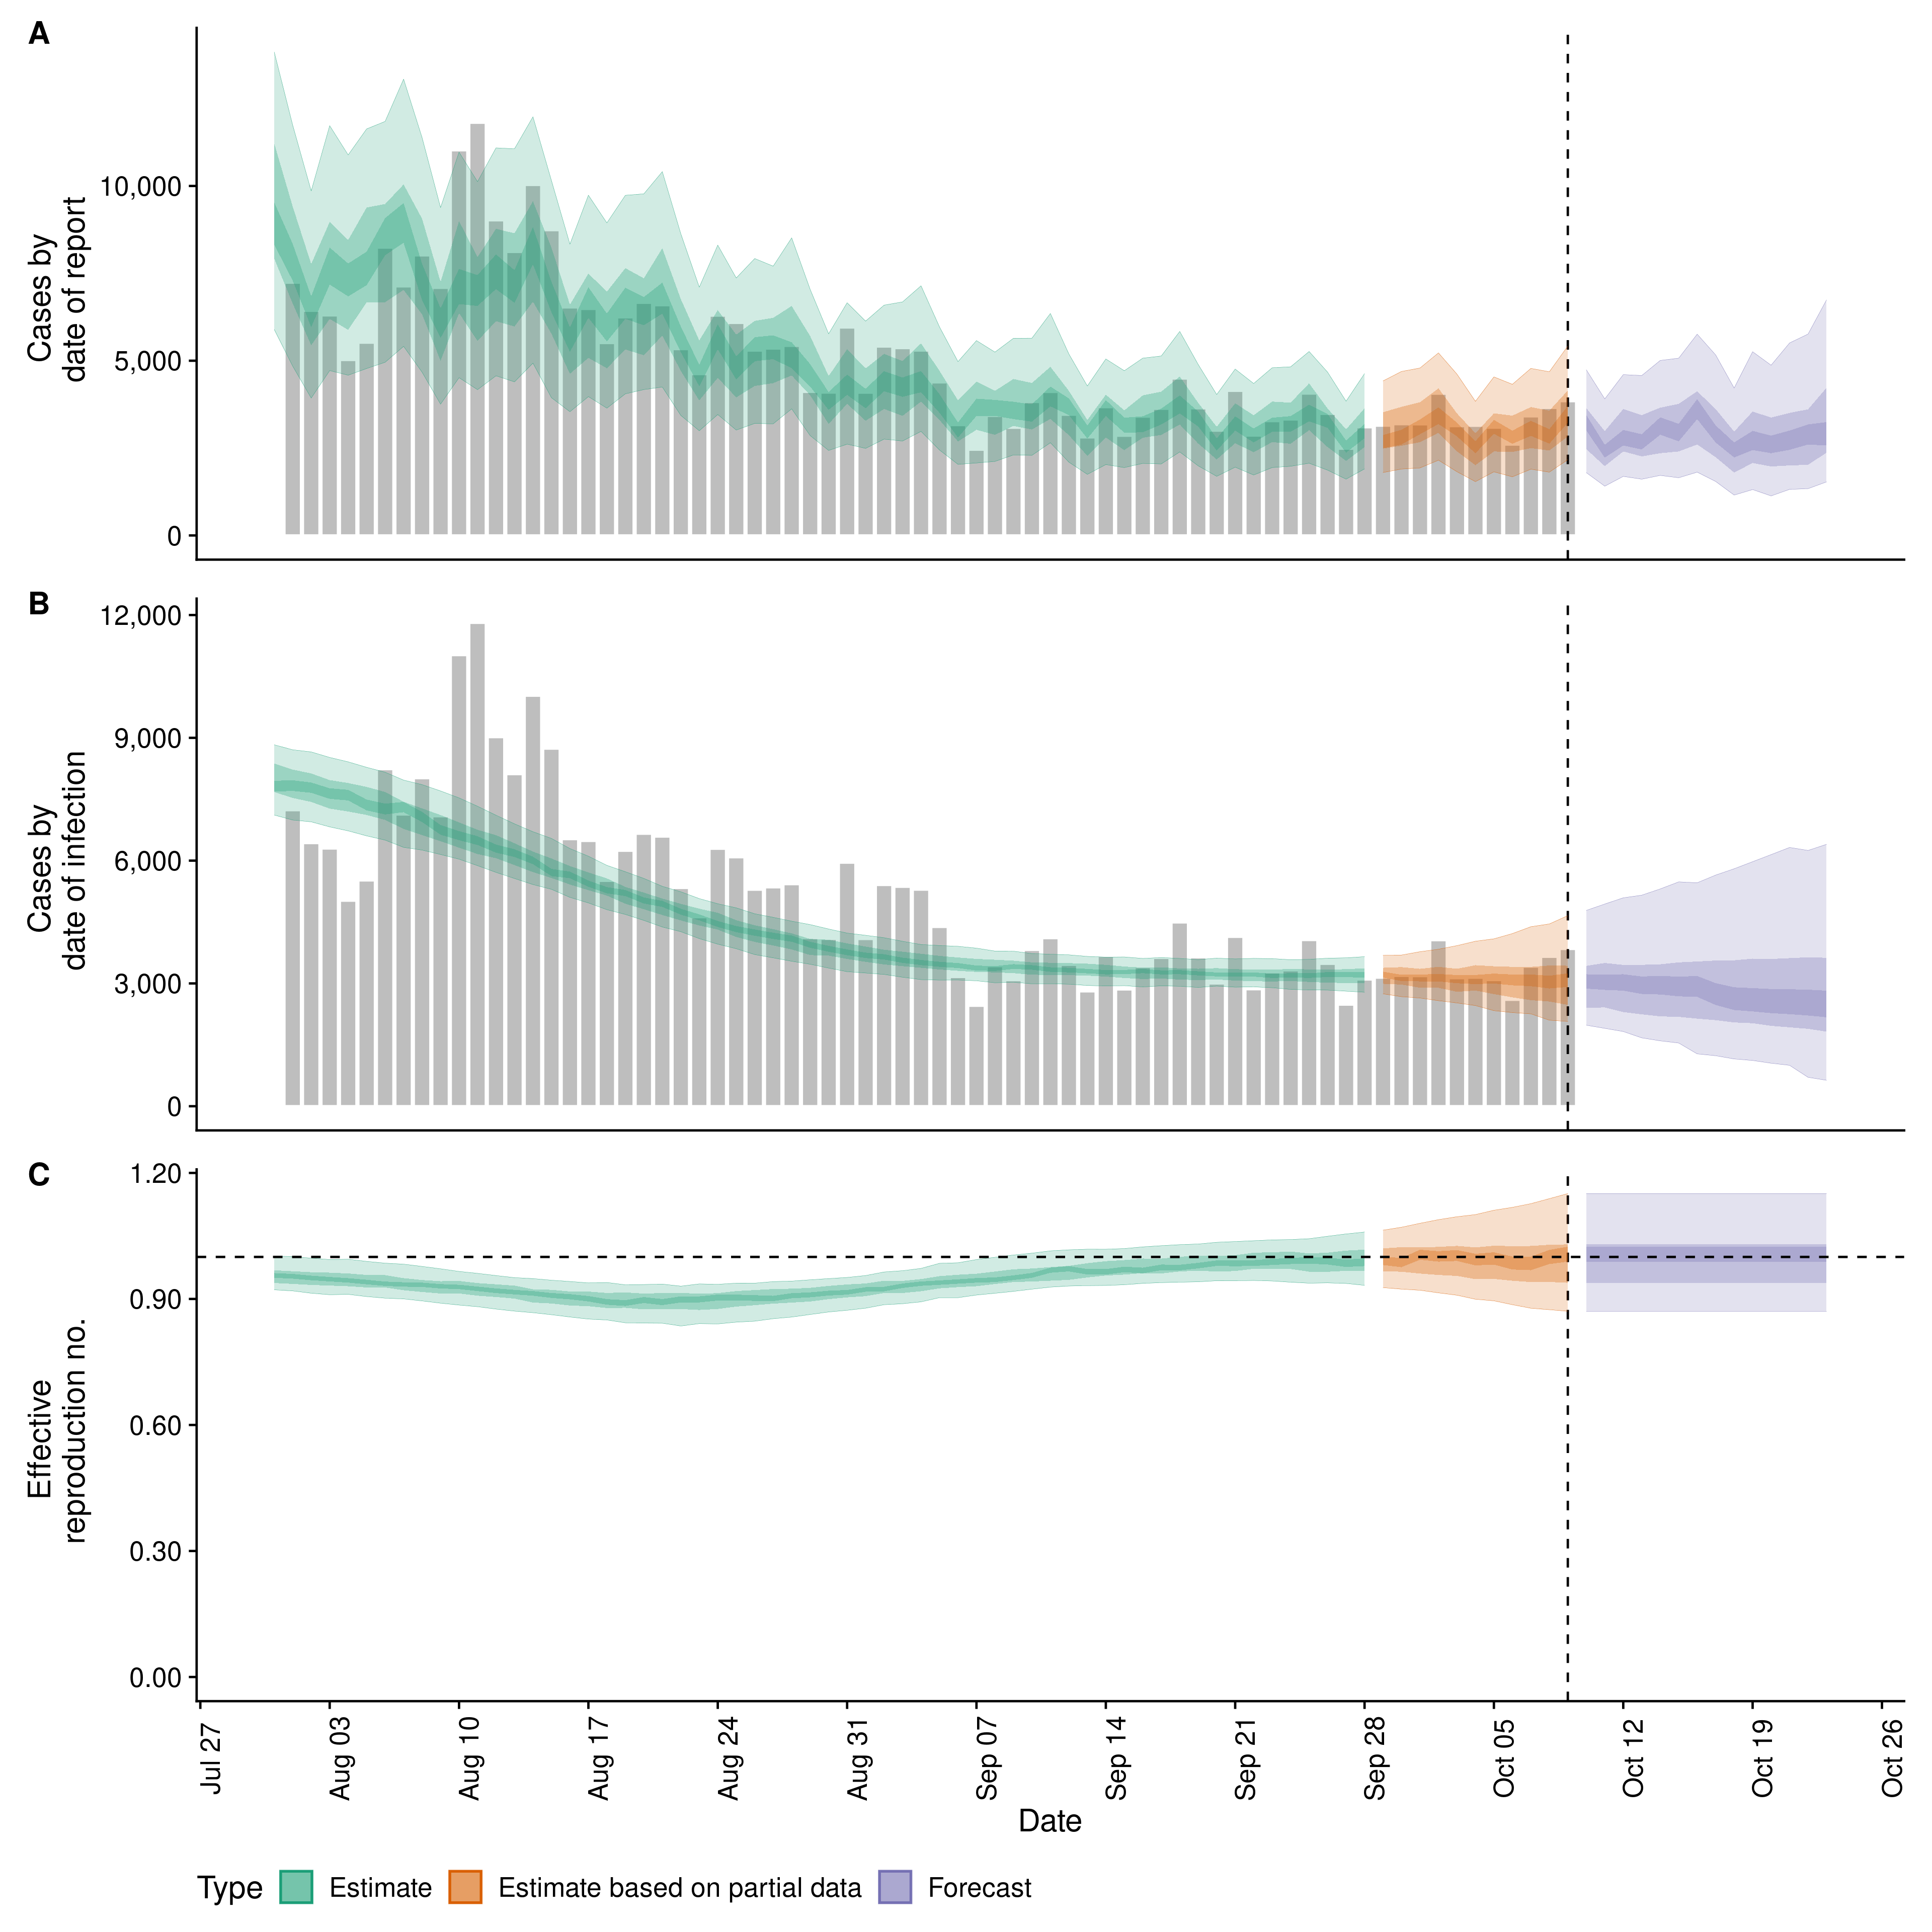 A
Cases by
date of report
10,000
5,000
0
B
Cases by
date of infection
12,000
9,000
6,000
3,000
0
C
Effective
reproduction no.
1.20
0.90
0.60
0.30
0.00
Jul 27
Aug 03
Aug 10
Aug 17
Aug 24
Aug 31
Sep 07
Sep 14
Sep 21
Sep 28
Oct 05
Oct 12
Oct 19
Oct 26
Date
Type Estimate Estimate based on partial data Forecast